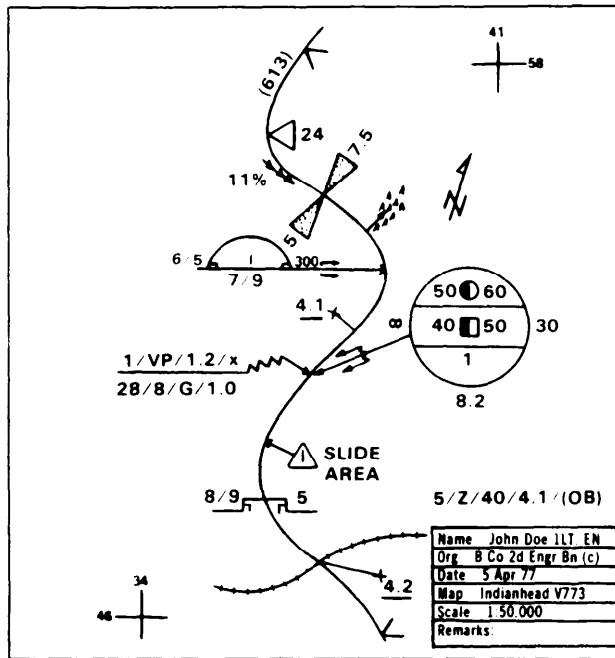 41
58
(613)
24
7.5
11%
5
6/5
1
300
7/9
4.1
50 60
40 50
30
1
8.2
∞
1/VP/1.2/x
28/8/G/1.0
SLIDE
AREA
8/9
5
5/Z/40/4.1/(OB)
Name John Doe 1LT. EN
Org B Co 2d Engr Bn (c)
Date 5 Apr 77
Map Indianhead V773
Scale 1:50.000
Remarks:
4.2
34
46
N